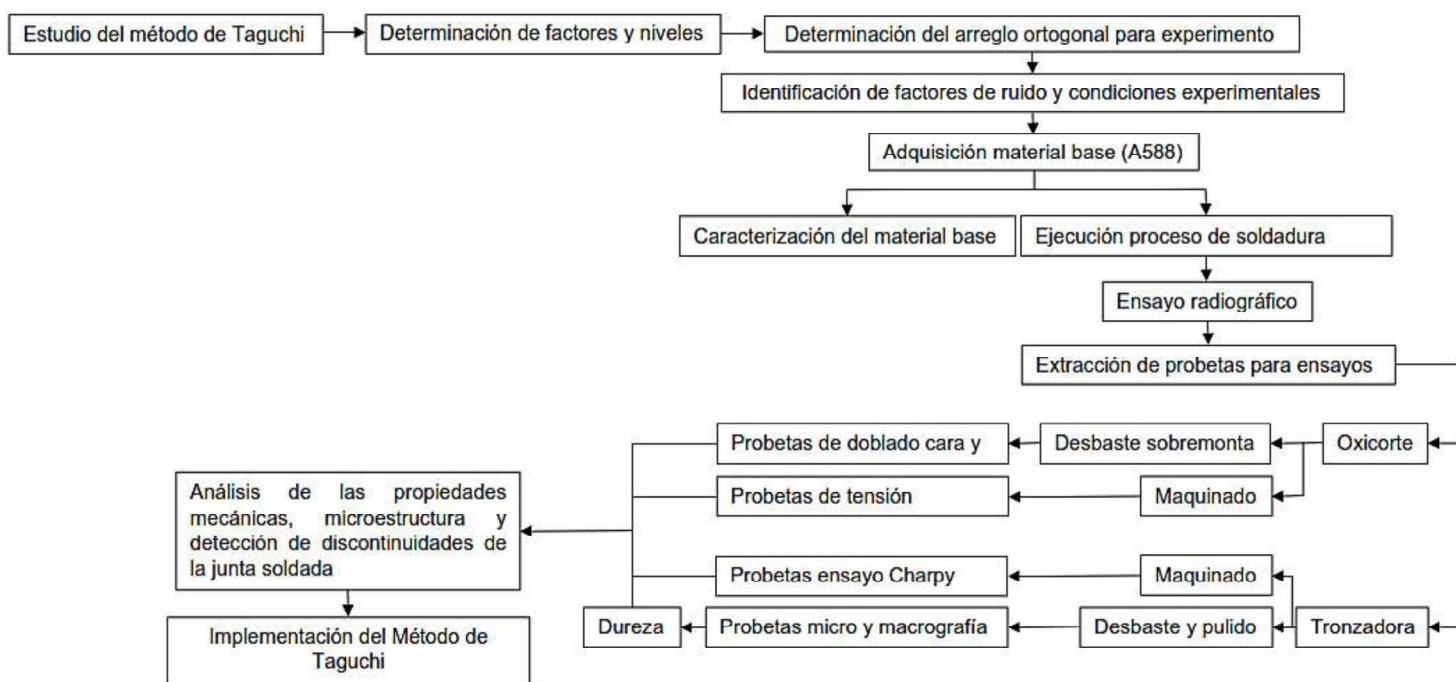 Estudio del método de Taguchi
Determinación de factores y niveles
Determinación del arreglo ortogonal para experimento
Identificación de factores de ruido y condiciones experimentales
Adquisición material base (A588)
Caracterización del material base
Ejecución proceso de soldadura
Ensayo radiográfico
Extracción de probetas para ensayos
Probetas de doblado cara y
Desbaste sobremonta
Oxicorte
Probetas de tensión
Maquinado
Análisis de las propiedades
mecánicas, microestructura y
detección de discontinuidades de
la junta soldada
Probetas ensayo Charpy
Maquinado
Dureza
Probetas micro y macrografía
Desbaste y pulido
Tronzadora
Implementación del Método de
Taguchi